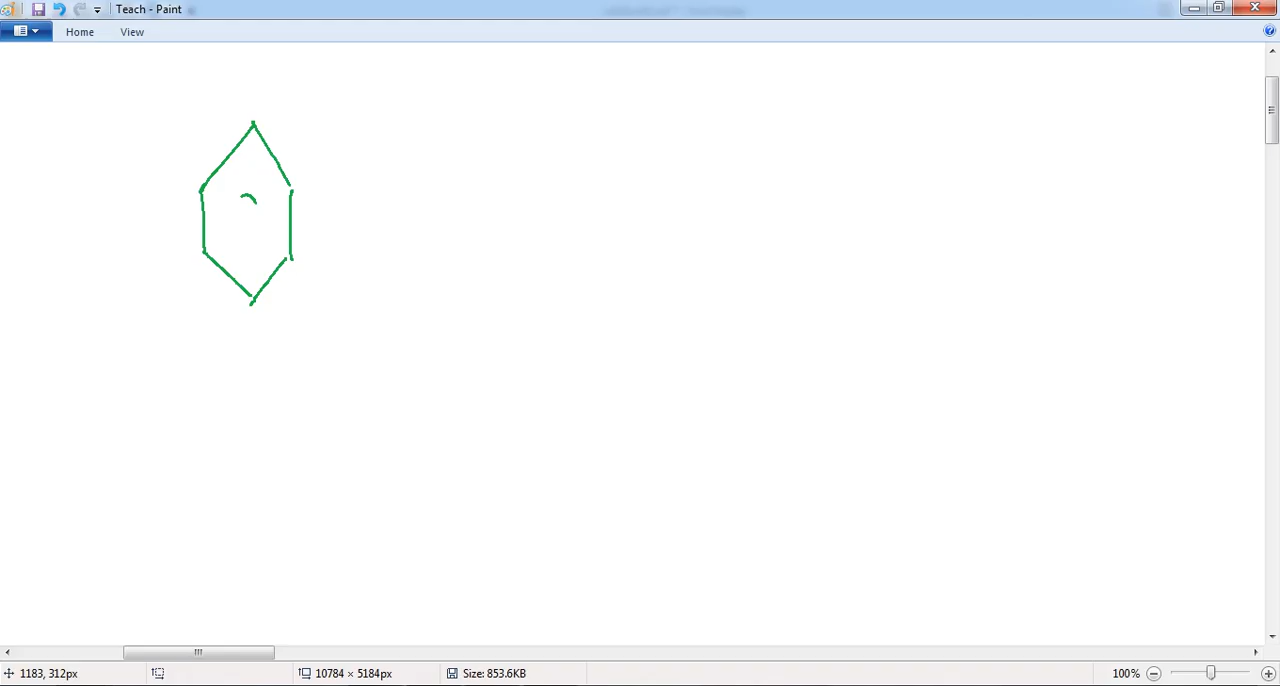 Teach - Paint
Home View
1183, 312px 10784 × 5184px Size: 853.6KB 100%